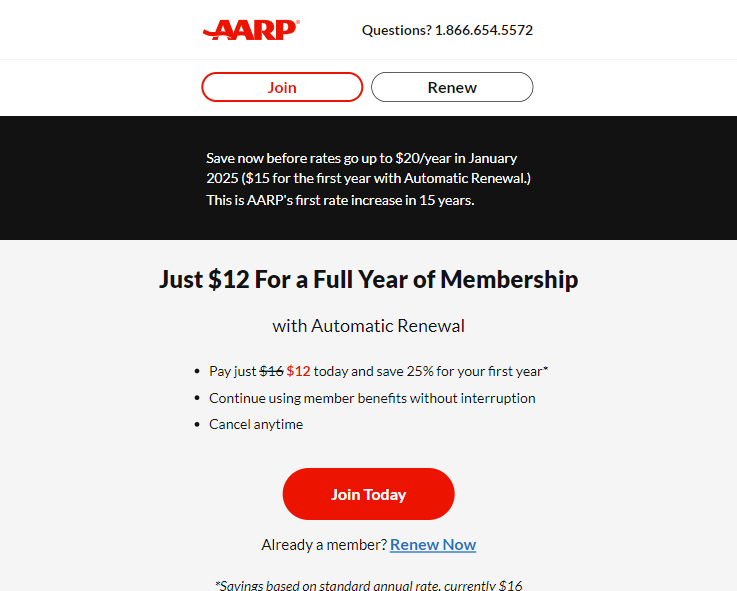 AARP®
Questions? 1.866.654.5572
Join
Renew
Save now before rates go up to $20/year in January
2025 ($15 for the first year with Automatic Renewal.)
This is AARP's first rate increase in 15 years.
Just $12 For a Full Year of Membership
with Automatic Renewal
• Pay just $16 $12 today and save 25% for your first year*
• Continue using member benefits without interruption
• Cancel anytime
Join Today
Already a member? Renew Now
*Savings based on standard annual rate, currently $16